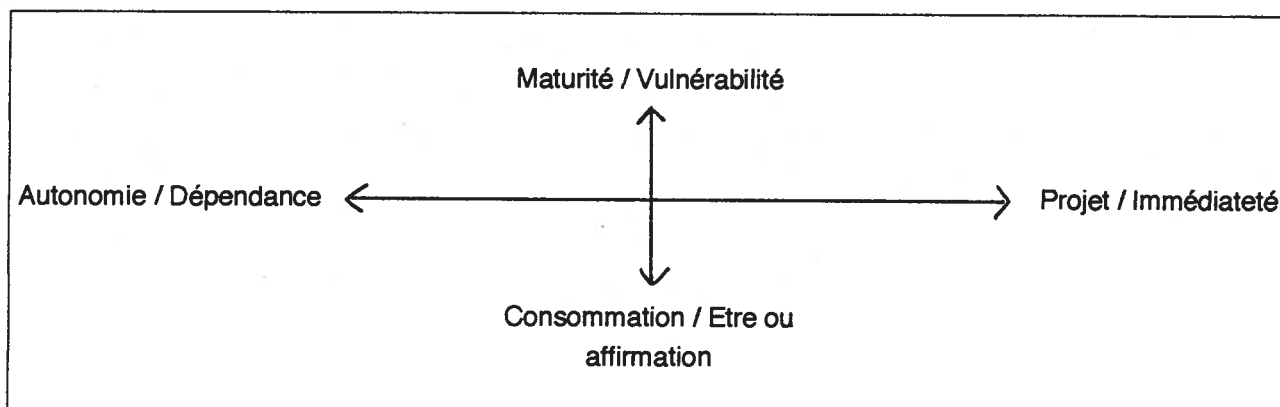 Maturité / Vulnérabilité
Autonomie / Dépendance
Projet / Immédiateté
Consommation / Etre ou
affirmation